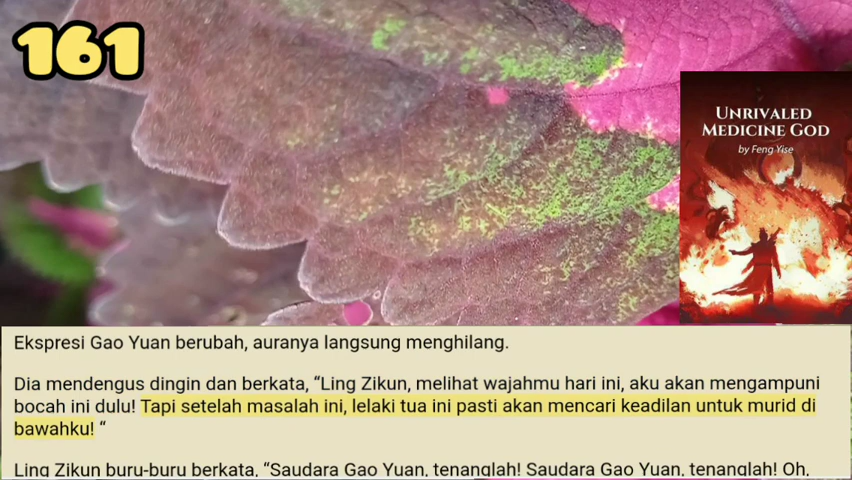 161
UNRIVALED
MEDICINE GOD
by Feng Yise
Ekspresi Gao Yuan berubah, auranya langsung menghilang.
Dia mendengus dingin dan berkata, “Ling Zikun, melihat wajahmu hari ini, aku akan mengampuni
bocah ini dulu! Tapi setelah masalah ini, lelaki tua ini pasti akan mencari keadilan untuk murid di
bawahku! “
Ling Zikun buru-buru berkata, “Saudara Gao Yuan, tenanglah! Saudara Gao Yuan, tenanglah! Oh,